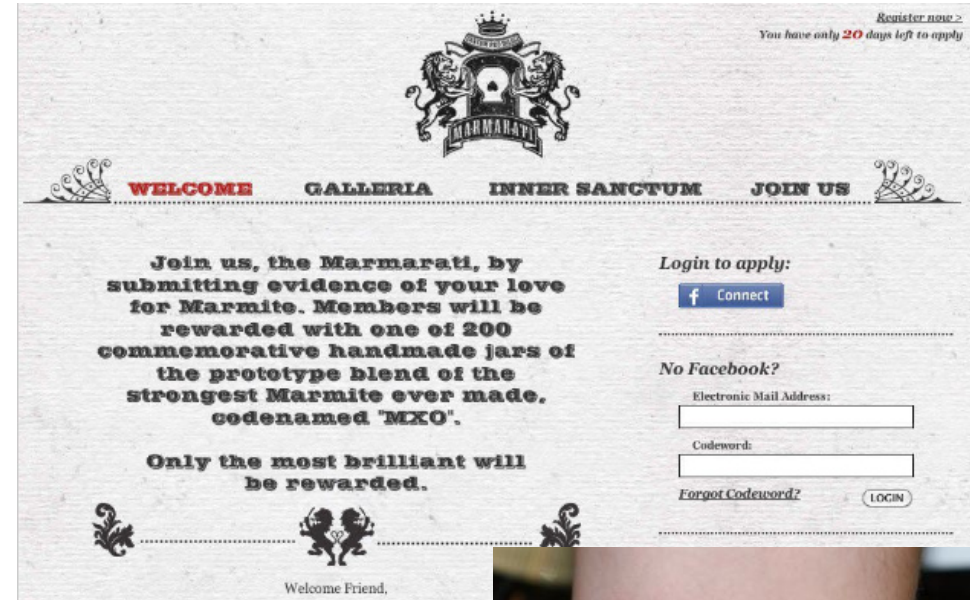 Register now >
You have only 20 days left to apply
MARMARATI
WELCOME
GALLERIA
INNER SANCTUM
JOIN US
Join us, the Marmarati, by
submitting evidence of your love
for Marmite. Members will be
rewarded with one of 200
commemorative handmade jars of
the prototype blend of the
strongest Marmite ever made,
codenamed "MXO".
Only the most brilliant will
be rewarded.
Welcome Friend,
Login to apply:
f Connect
No Facebook?
Electronic Mail Address:
Codeword:
Forgot Codeword?
LOGIN